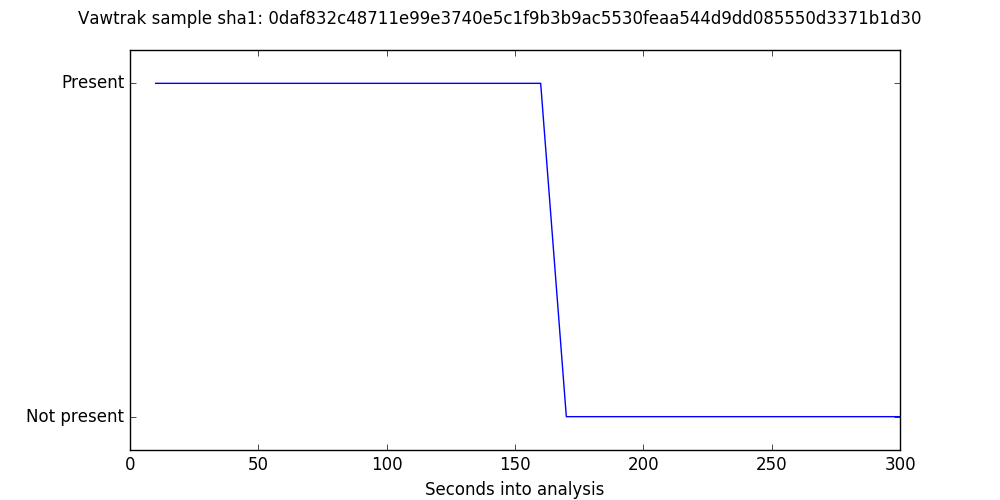 Vawtrak sample sha1: 0daf832c48711e99e3740e5c1f9b3b9ac5530feaa544d9dd085550d3371b1d30
Present
Not present
0 50 100 150 200 250 300
Seconds into analysis